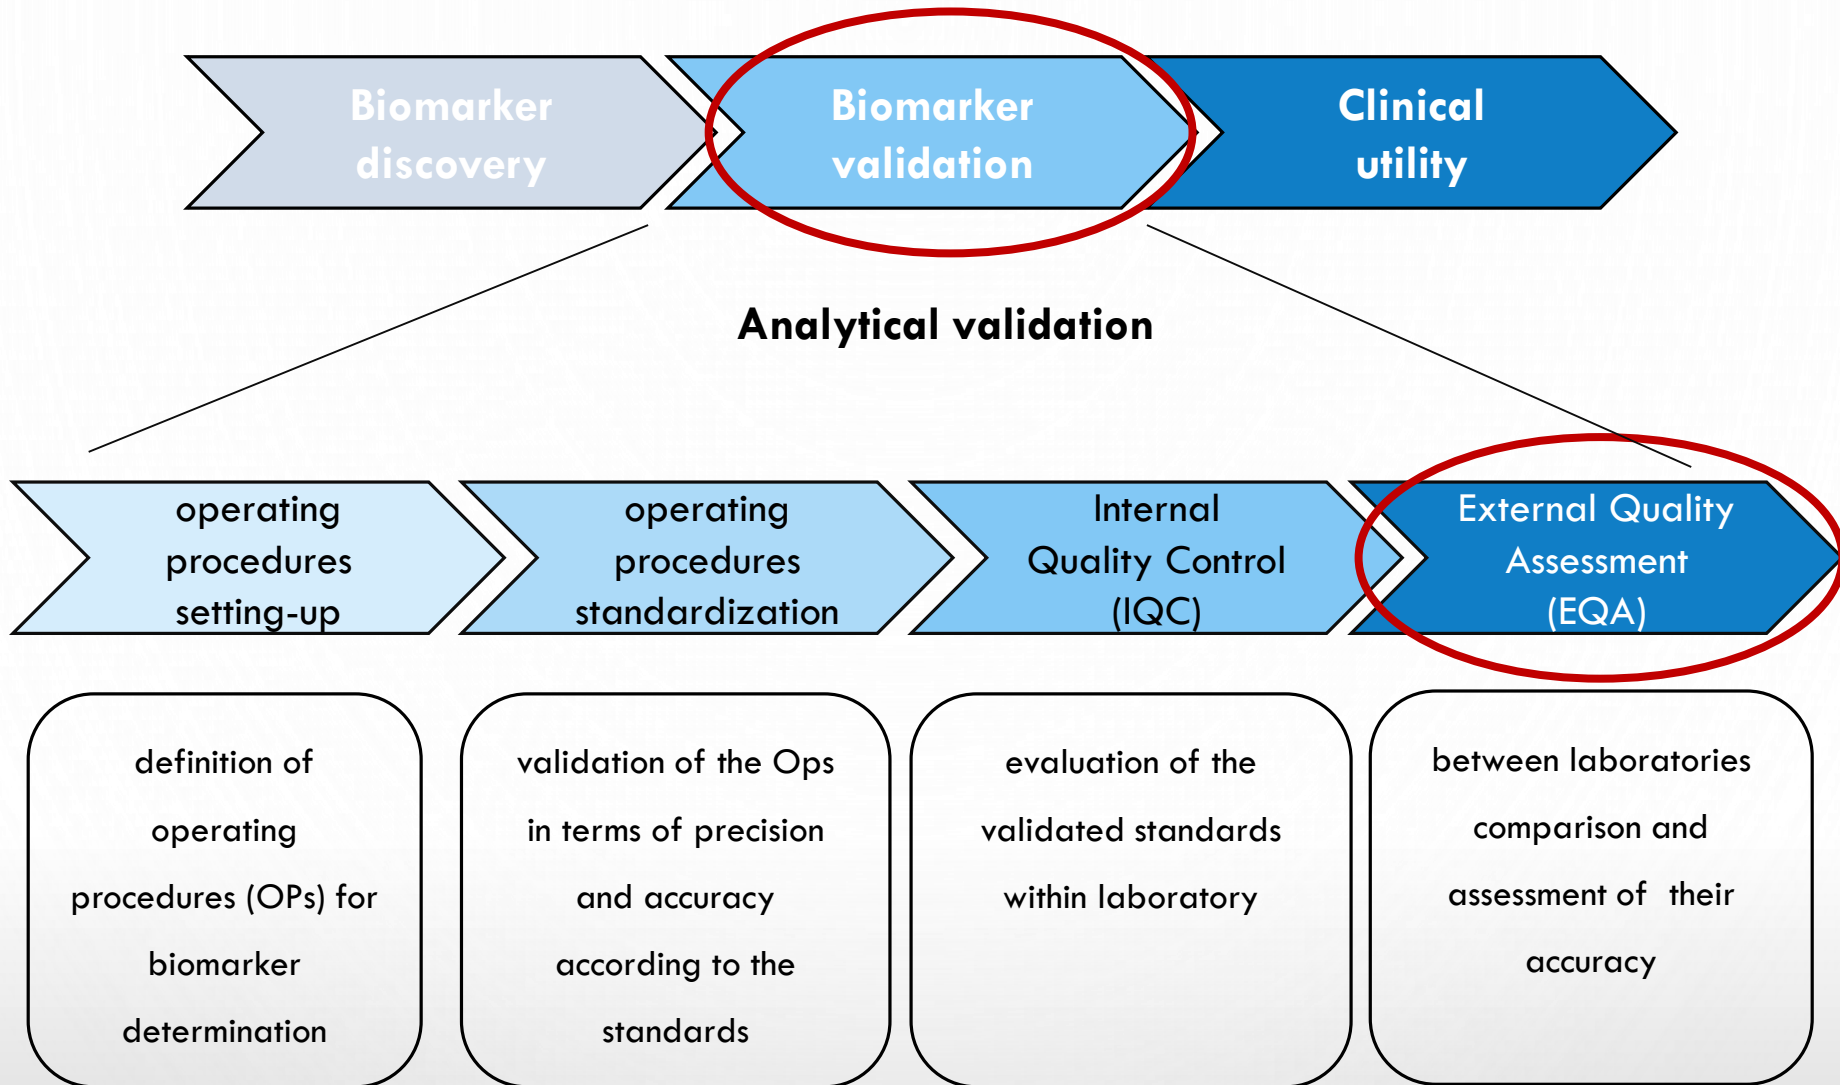 Biomarker
discovery
Biomarker
validation
Clinical
utility
Analytical validation
operating
procedures
setting-up
operating
procedures
standardization
Internal
Quality Control
(IQC)
External Quality
Assessment
(EQA)
definition of
operating
procedures (OPs) for
biomarker
determination
validation of the Ops
in terms of precision
and accuracy
according to the
standards
evaluation of the
validated standards
within laboratory
between laboratories
comparison and
assessment of their
accuracy